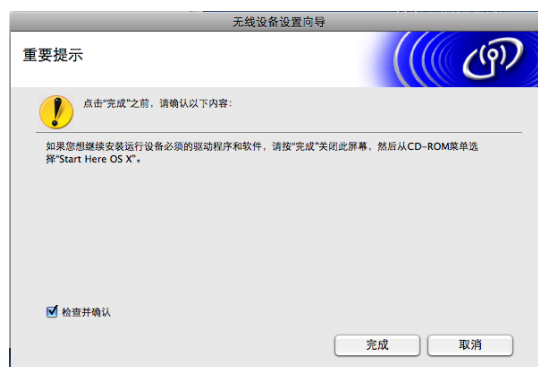 无线设备设置向导
重要提示
点击“完成”之前，请确认以下内容：
如果您想继续安装运行设备必须的驱动程序和软件，请按“完成”关闭此屏幕，然后从CD-ROM菜单选
择“Start Here OS X”。
检查并确认
完成 取消